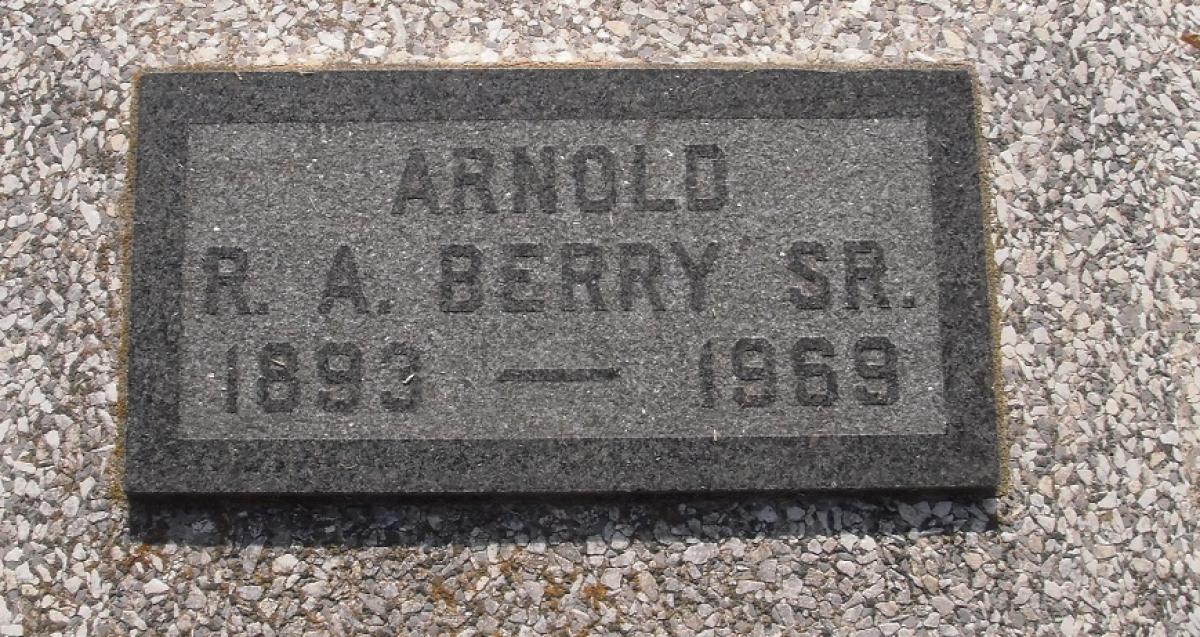 ARNOLD
R. A. BERRY SR.
1893 — 1969